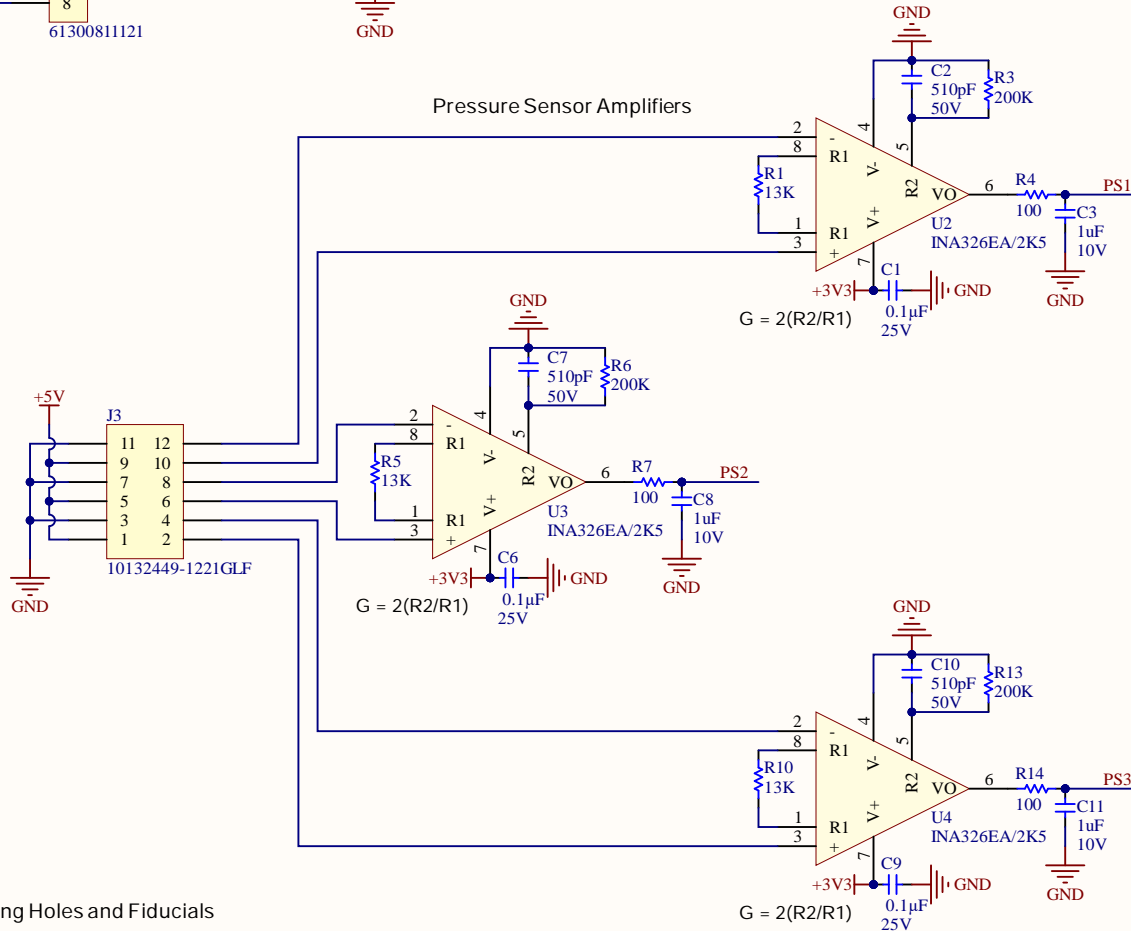 8
61300811121
GND
Pressure Sensor Amplifiers
GND
C2
510pF
50V
R3
200K
4
5
2
8
-
R1
R1
13K
V-
R2
VO
6
R4
100
PS1
1
3
R1
+
V+
7
U2
INA326EA/2K5
C3
1uF
10V
GND
C1
+3V3
GND
0.1µF
25V
G = 2(R2/R1)
GND
C7
510pF
50V
R6
200K
4
5
2
8
-
R1
R5
13K
V-
R2
VO
6
R7
100
PS2
1
3
R1
+
V+
7
U3
INA326EA/2K5
C8
1uF
10V
GND
C6
+3V3
GND
0.1µF
25V
G = 2(R2/R1)
+5V
J3
11 12
9 10
7 8
5 6
3 4
1 2
10132449-1221GLF
GND
GND
C10
510pF
50V
R13
200K
4
5
2
8
-
R1
R10
13K
V-
R2
VO
6
R14
100
PS3
1
3
R1
+
V+
7
U4
INA326EA/2K5
C11
1uF
10V
GND
C9
+3V3
GND
0.1µF
25V
G = 2(R2/R1)
ng Holes and Fiducials